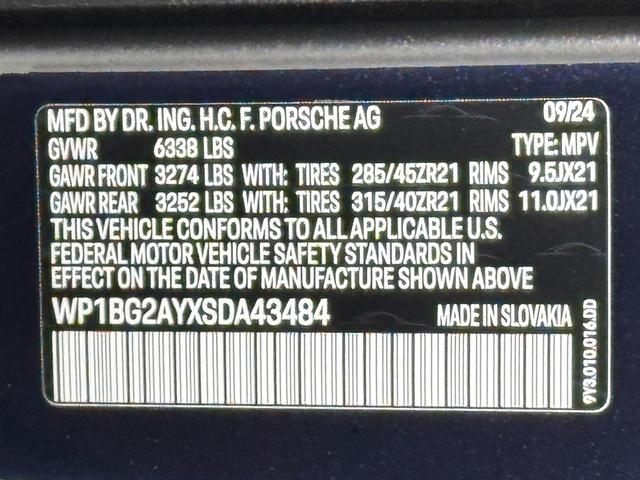 MFD BY DR. ING. H.C. F. PORSCHE AG 09/24
GVWR 6338 LBS TYPE: MPV
GAWR FRONT 3274 LBS WITH: TIRES 285/45ZR21 RIMS 9.5JX21
GAWR REAR 3252 LBS WITH: TIRES 315/40ZR21 RIMS 11.0JX21
THIS VEHICLE CONFORMS TO ALL APPLICABLE U.S.
FEDERAL MOTOR VEHICLE SAFETY STANDARDS IN
EFFECT ON THE DATE OF MANUFACTURE SHOWN ABOVE
WP1BG2AYXSDA43484 MADE IN SLOVAKIA
9Y3.010.016.DD